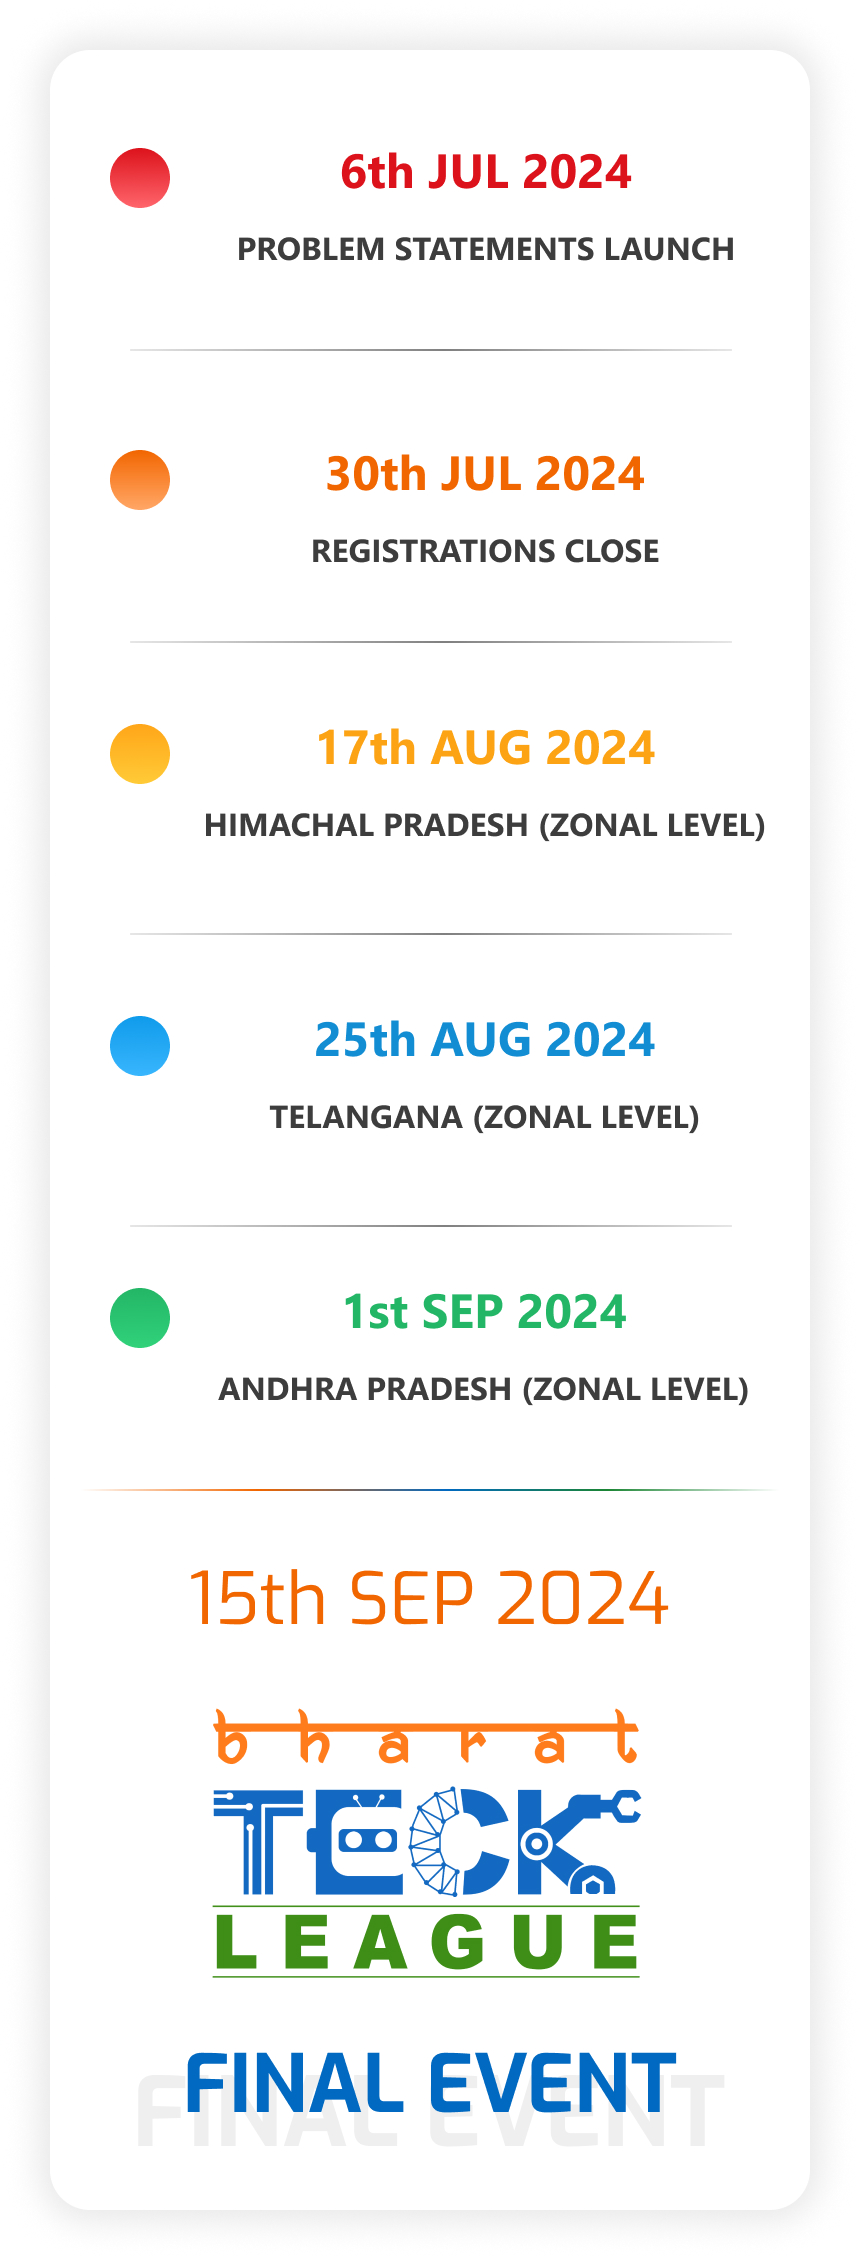 6th JUL 2024
PROBLEM STATEMENTS LAUNCH
30th JUL 2024
REGISTRATIONS CLOSE
17th AUG 2024
HIMACHAL PRADESH (ZONAL LEVEL)
25th AUG 2024
TELANGANA (ZONAL LEVEL)
1st SEP 2024
ANDHRA PRADESH (ZONAL LEVEL)
15th SEP 2024
bharat
TECK
LEAGUE
FINAL EVENT
FINAL EVENT